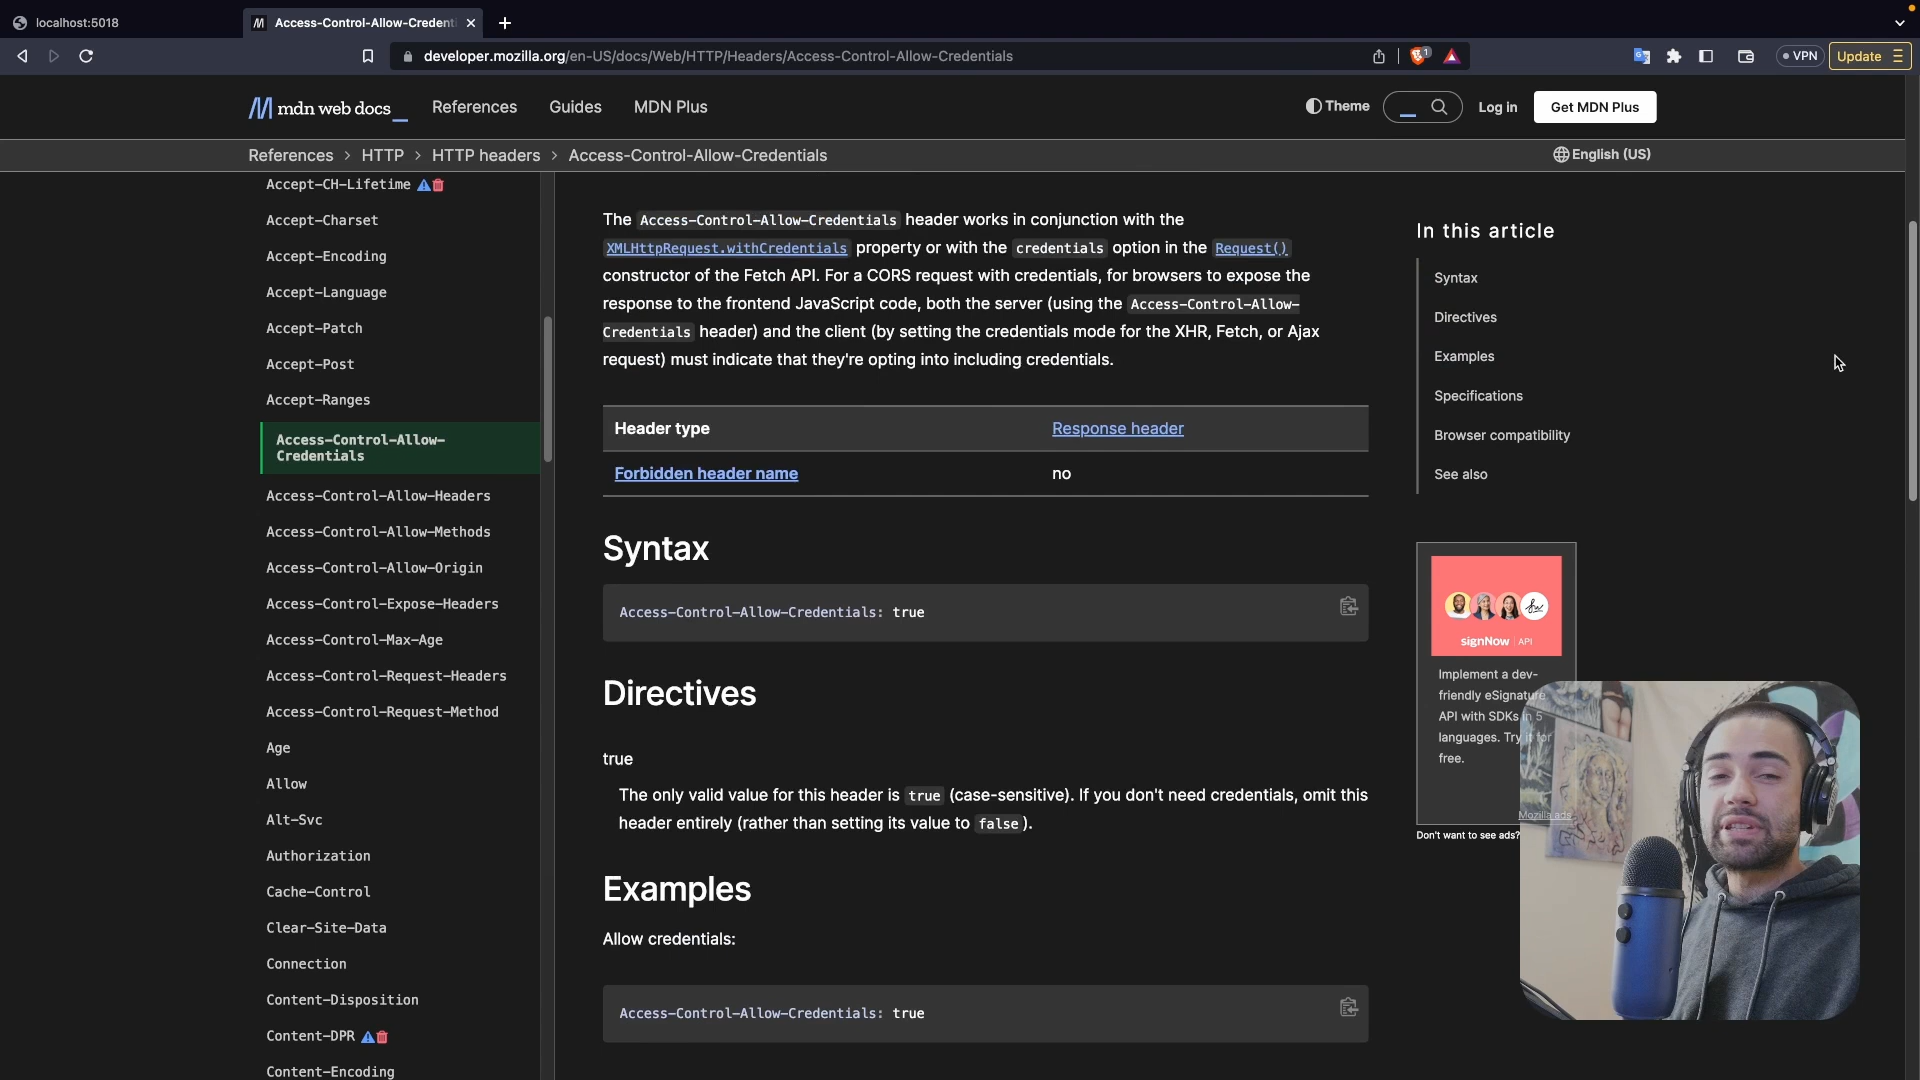 localhost:5018
Access-Control-Allow-Credenti
developer.mozilla.org/en-US/docs/Web/HTTP/Headers/Access-Control-Allow-Credentials
1
VPN
Update
mdn web docs_
References
Guides
MDN Plus
Theme
Log in
Get MDN Plus
References > HTTP > HTTP headers > Access-Control-Allow-Credentials
English (US)
Accept-CH-Lifetime
Accept-Charset
Accept-Encoding
Accept-Language
Accept-Patch
Accept-Post
Accept-Ranges
Access-Control-Allow-
Credentials
Access-Control-Allow-Headers
Access-Control-Allow-Methods
Access-Control-Allow-Origin
Access-Control-Expose-Headers
Access-Control-Max-Age
Access-Control-Request-Headers
Access-Control-Request-Method
Age
Allow
Alt-Svc
Authorization
Cache-Control
Clear-Site-Data
Connection
Content-Disposition
Content-DPR
Content-Encoding
The Access-Control-Allow-Credentials header works in conjunction with the
XMLHttpRequest.withCredentials property or with the credentials option in the Request()
constructor of the Fetch API. For a CORS request with credentials, for browsers to expose the
response to the frontend JavaScript code, both the server (using the Access-Control-Allow-
Credentials header) and the client (by setting the credentials mode for the XHR, Fetch, or Ajax
request) must indicate that they're opting into including credentials.
Header type
Response header
Forbidden header name
no
Syntax
Access-Control-Allow-Credentials: true
Directives
true
The only valid value for this header is true (case-sensitive). If you don't need credentials, omit this
header entirely (rather than setting its value to false ).
Examples
Allow credentials:
Access-Control-Allow-Credentials: true
In this article
Syntax
Directives
Examples
Specifications
Browser compatibility
See also
signNow | API
Implement a dev-
friendly eSignature
API with SDKs in 5
languages. Try it for
free.
Mozilla ads
Don't want to see ads?